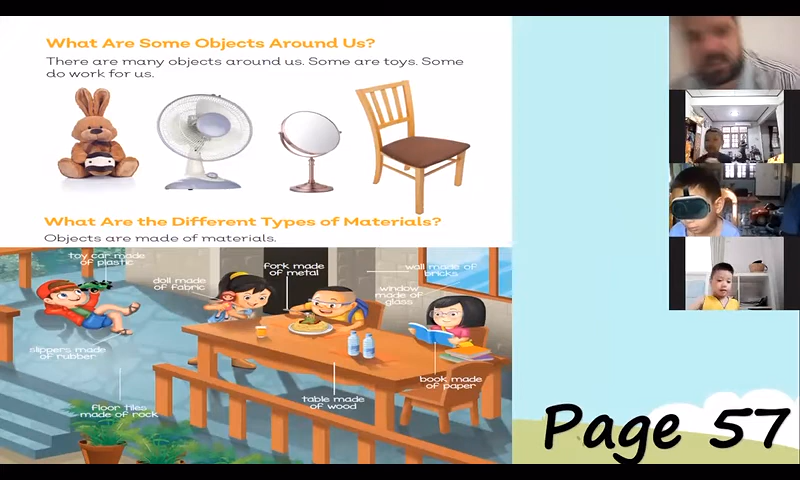 What Are Some Objects Around Us?
There are many objects around us. Some are toys. Some
do work for us.
What Are the Different Types of Materials?
Objects are made of materials.
toy car made
of plastic
doll made
of fabric
fork made
of metal
wall made of
bricks
window
made of
glass
slippers made
of rubber
floor tiles
made of rock
table made
of wood
book made
of paper
Page 57